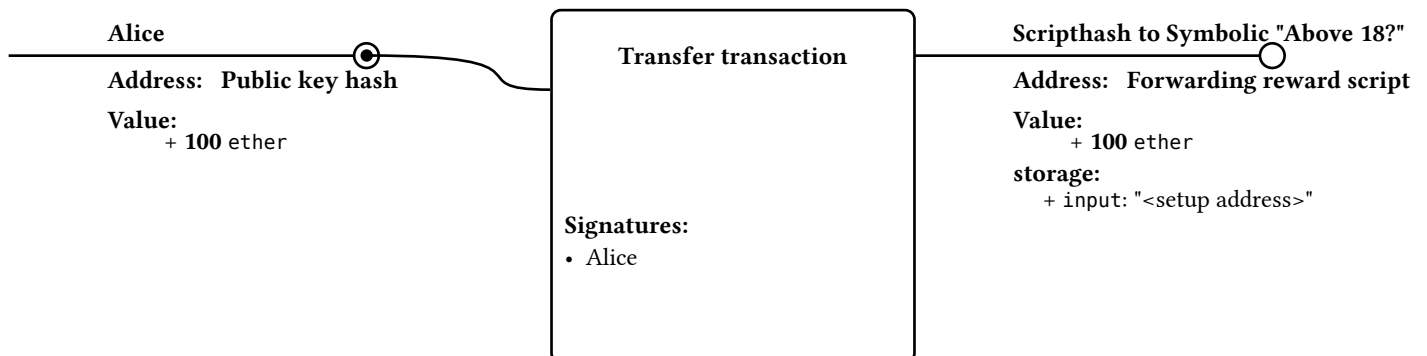 Alice
Address: Public key hash
Value:
+ 100 ether
Transfer transaction
Signatures:
• Alice
Scripthash to Symbolic "Above 18?"
Address: Forwarding reward script
Value:
+ 100 ether
storage:
+ input: "<setup address>"